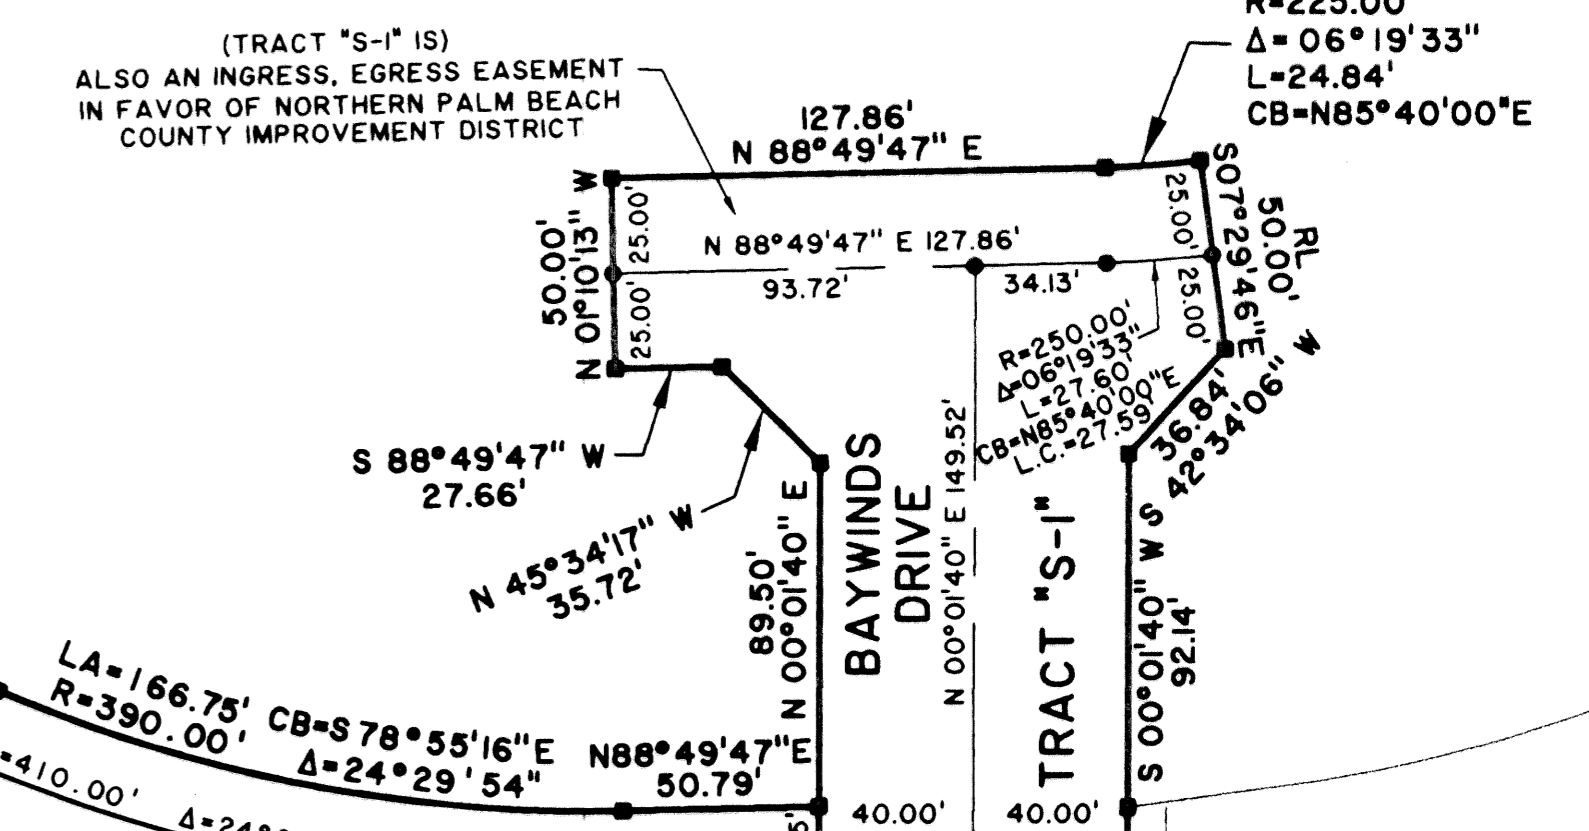 (TRACT "S-1" IS)
ALSO AN INGRESS, EGRESS EASEMENT
IN FAVOR OF NORTHERN PALM BEACH
COUNTY IMPROVEMENT DISTRICT
R=225.00'
Δ= 06°19'33"
L=24.84'
CB=N85°40'00"E
127.86'
N 88°49'47" E
50.00'
N 01°10'13" W
25.00'
25.00'
N 88°49'47" E 127.86'
93.72'
34.13'
25.00'
25.00'
S07°29'46"E
50.00'
RL
R=250.00'
Δ=06°19'33"
L=27.60'
CB=N85°40'00"E
L.C.=27.59'
36.84'
S 42°34'06" W
S 88°49'47" W
27.66'
N 45°34'17" W
35.72'
89.50'
N 00°01'40" E
BAYWINDS
DRIVE
N 00°01'40" E 149.52'
TRACT "S-1"
S 00°01'40" W
92.14'
LA=166.75'
R=390.00'
CB=S 78°55'16"E
Δ=24°29'54"
N88°49'47"E
50.79'
=410.00'
40.00'
40.00'